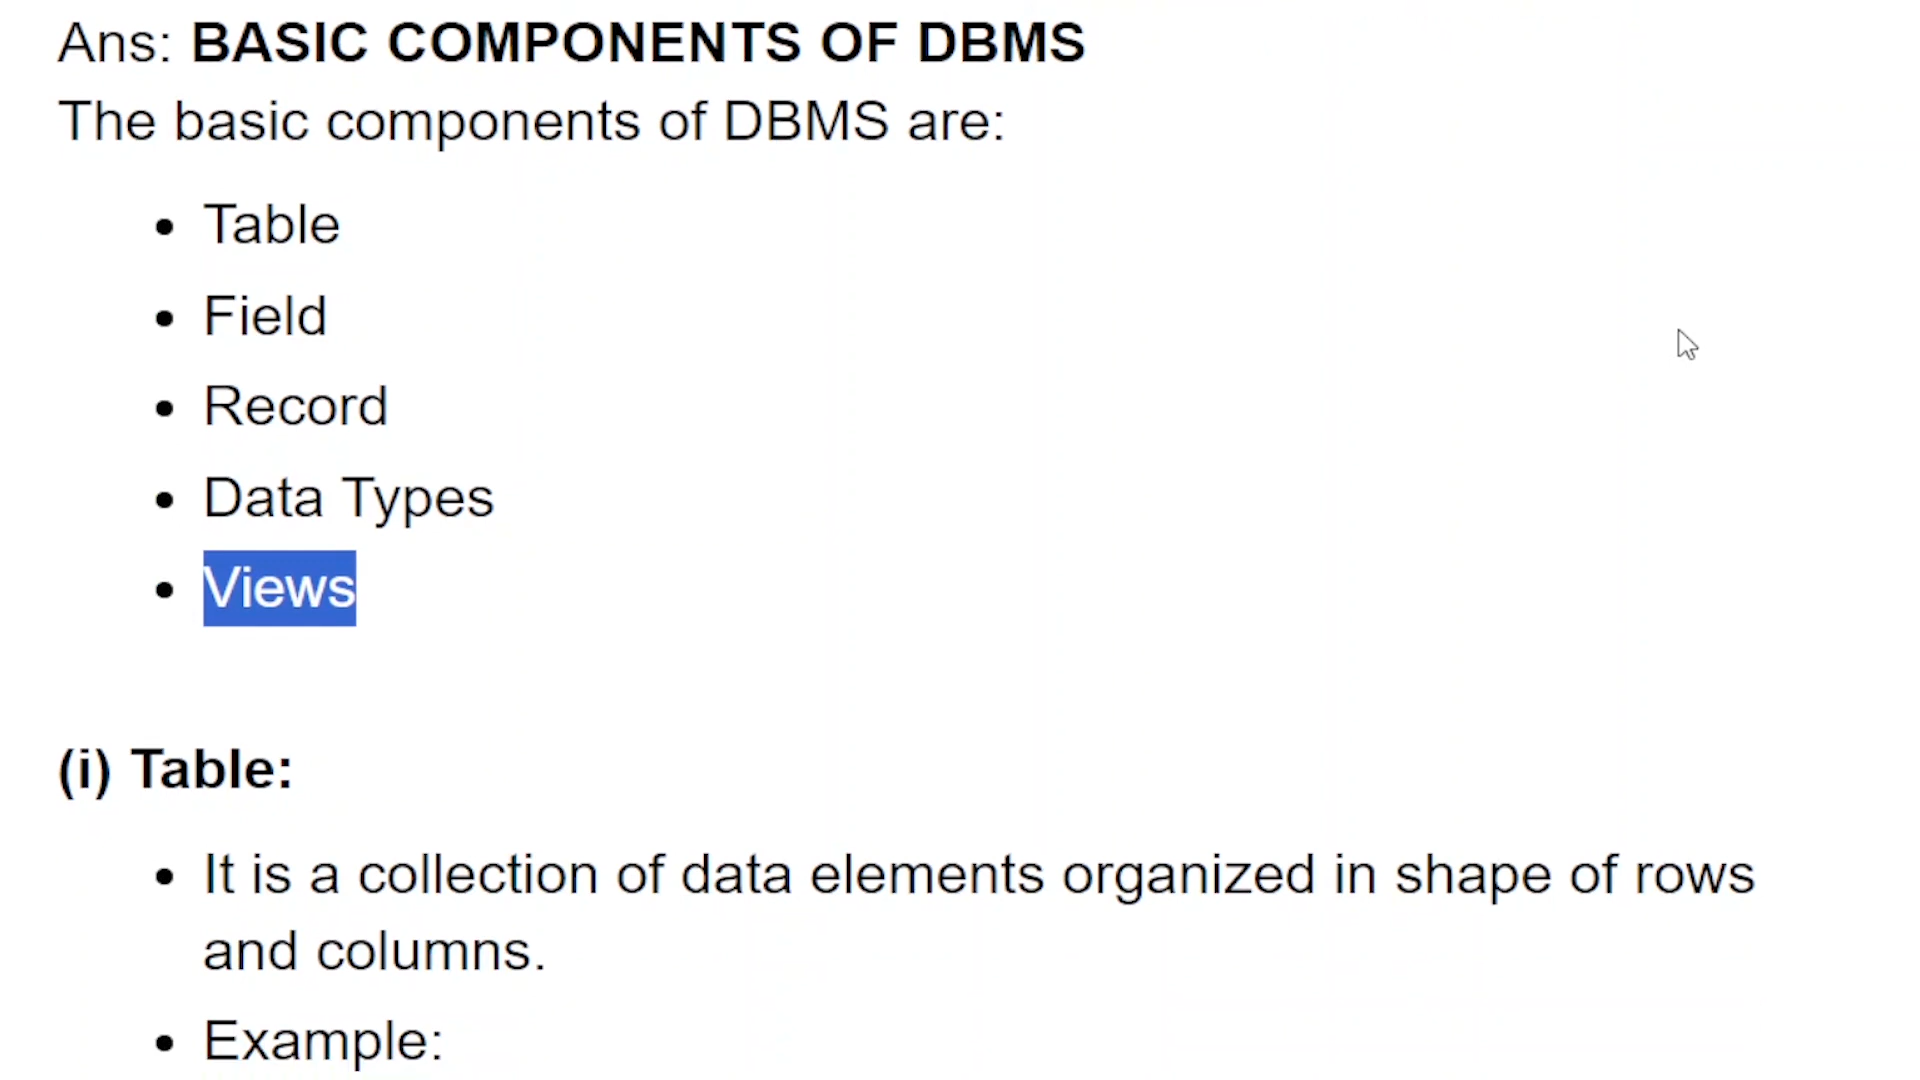 Ans: BASIC COMPONENTS OF DBMS
The basic components of DBMS are:
• Table
• Field
• Record
• Data Types
• Views
(i) Table:
• It is a collection of data elements organized in shape of rows
and columns.
• Example: